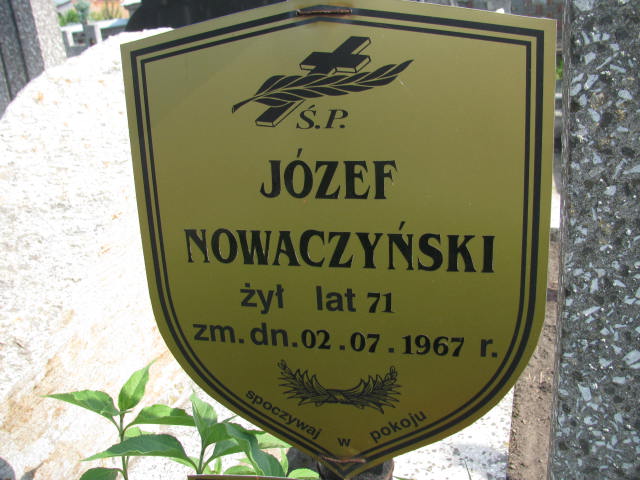 Ś.P.
JÓZEF
NOWACZYŃSKI
żył lat 71
zm. dn. 02.07.1967 r.
spoczywaj w pokoju